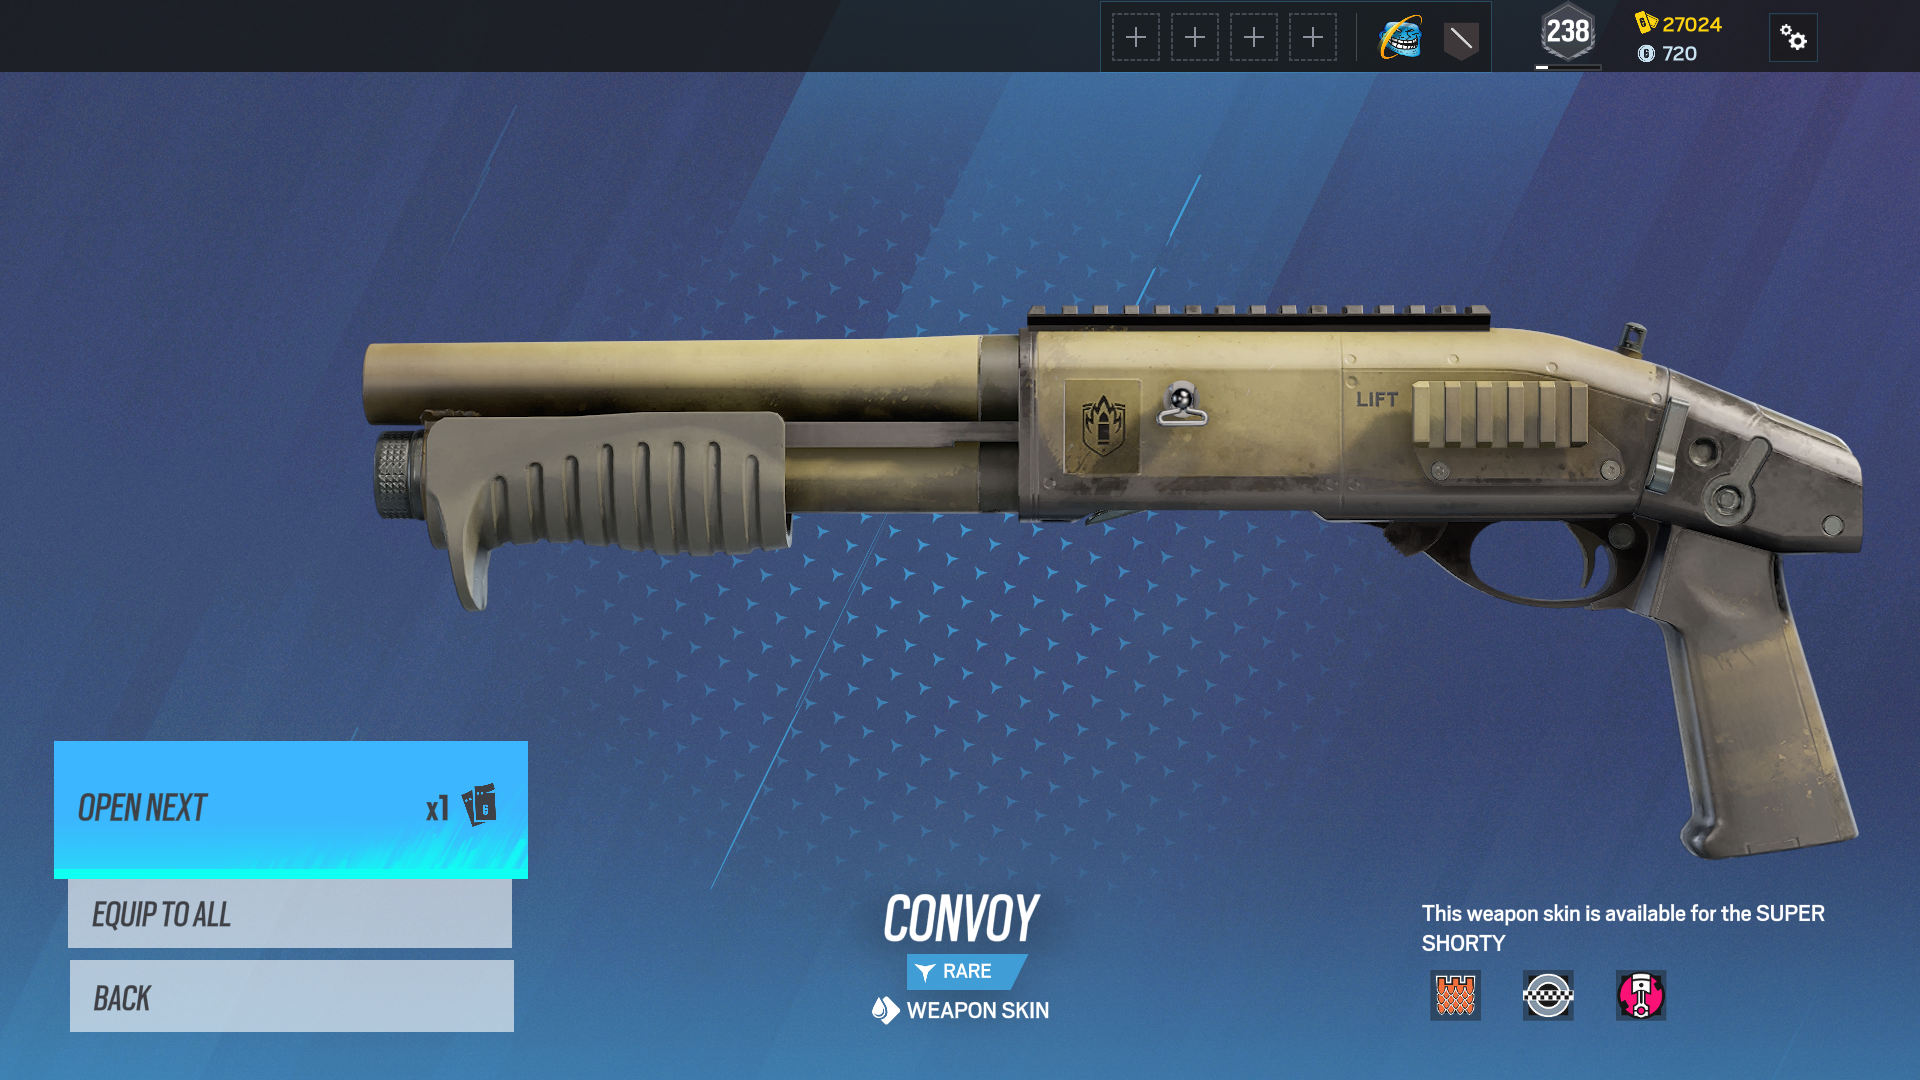 238
27024
720
LIFT
OPEN NEXT x1
EQUIP TO ALL
BACK
CONVOY
RARE
WEAPON SKIN
This weapon skin is available for the SUPER
SHORTY